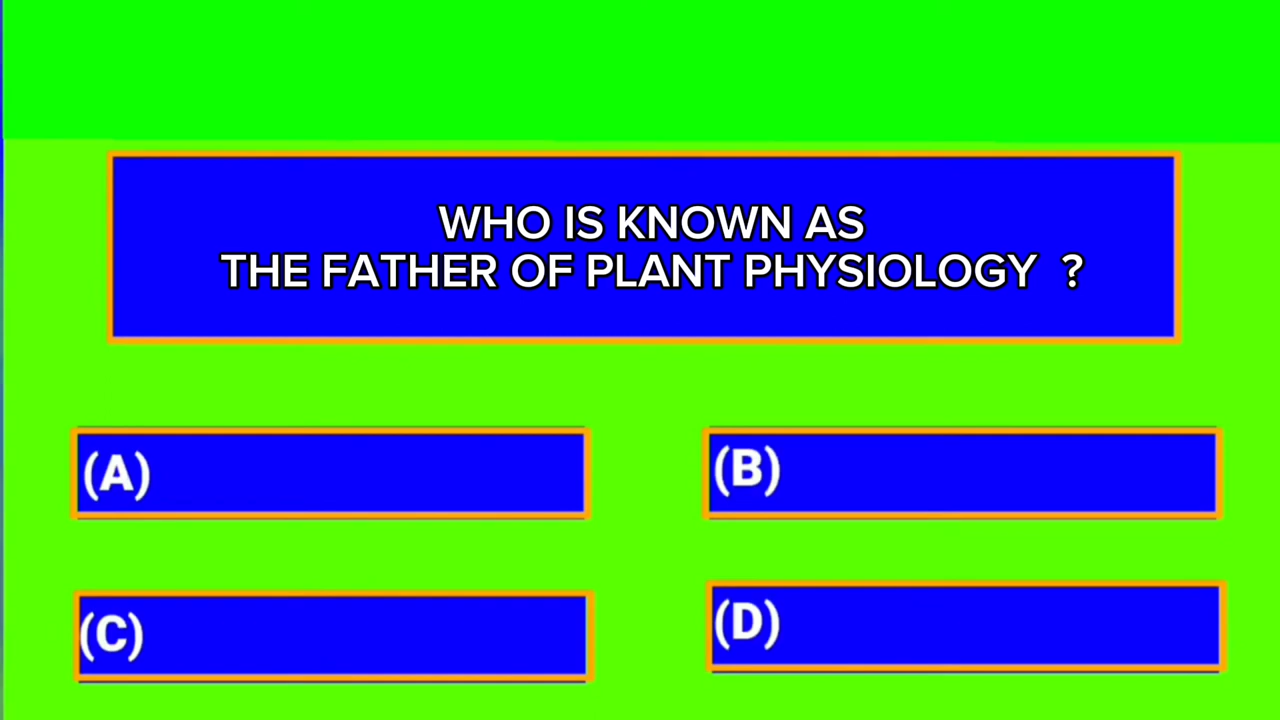 WHO IS KNOWN AS
THE FATHER OF PLANT PHYSIOLOGY ?
(A)
(B)
(C)
(D)